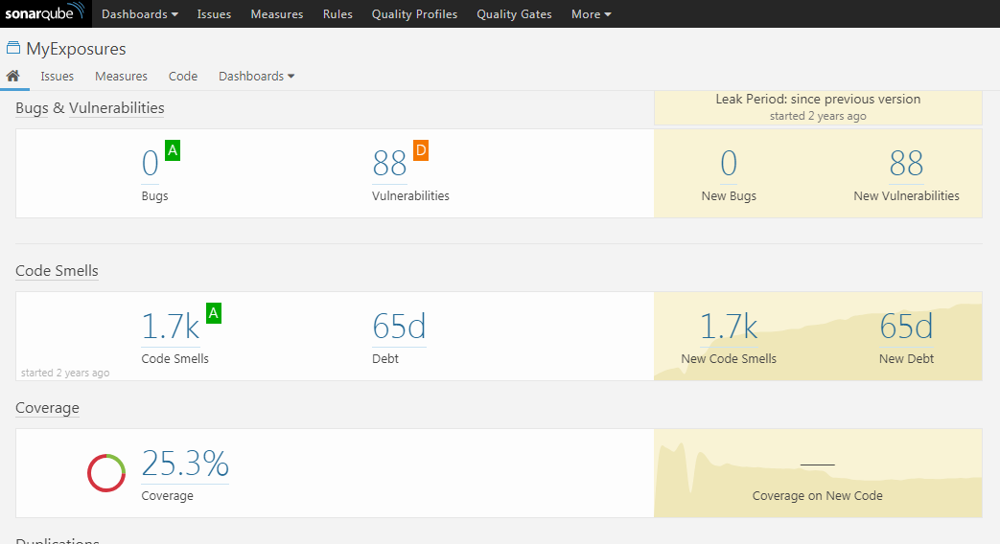 sonarqube Dashboards Issues Measures Rules Quality Profiles Quality Gates More
MyExposures
Issues Measures Code Dashboards
Bugs & Vulnerabilities
Leak Period: since previous version
started 2 years ago
0 A 88 D 0 88
Bugs Vulnerabilities New Bugs New Vulnerabilities
Code Smells
1.7k A 65d 1.7k 65d
Code Smells Debt New Code Smells New Debt
started 2 years ago
Coverage
25.3%
Coverage Coverage on New Code
Duplications